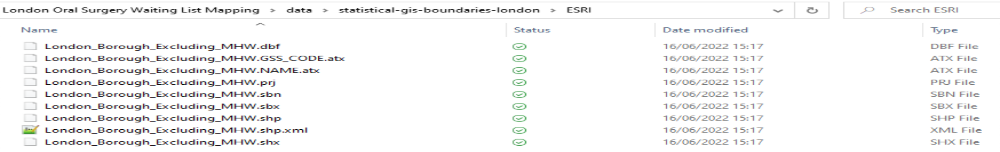 London Oral Surgery Waiting List Mapping > data > statistical-gis-boundaries-london > ESRI Search ESRI
Name Status Date modified Type
London_Borough_Excluding_MHW.dbf 16/06/2022 15:17 DBF File
London_Borough_Excluding_MHW.GSS_CODE.atx 16/06/2022 15:17 ATX File
London_Borough_Excluding_MHW.NAME.atx 16/06/2022 15:17 ATX File
London_Borough_Excluding_MHW.prj 16/06/2022 15:17 PRJ File
London_Borough_Excluding_MHW.sbn 16/06/2022 15:17 SBN File
London_Borough_Excluding_MHW.sbx 16/06/2022 15:17 SBX File
London_Borough_Excluding_MHW.shp 16/06/2022 15:17 SHP File
London_Borough_Excluding_MHW.shp.xml 16/06/2022 15:17 XML File
London_Borough_Excluding_MHW.shx 16/06/2022 15:17 SHX File